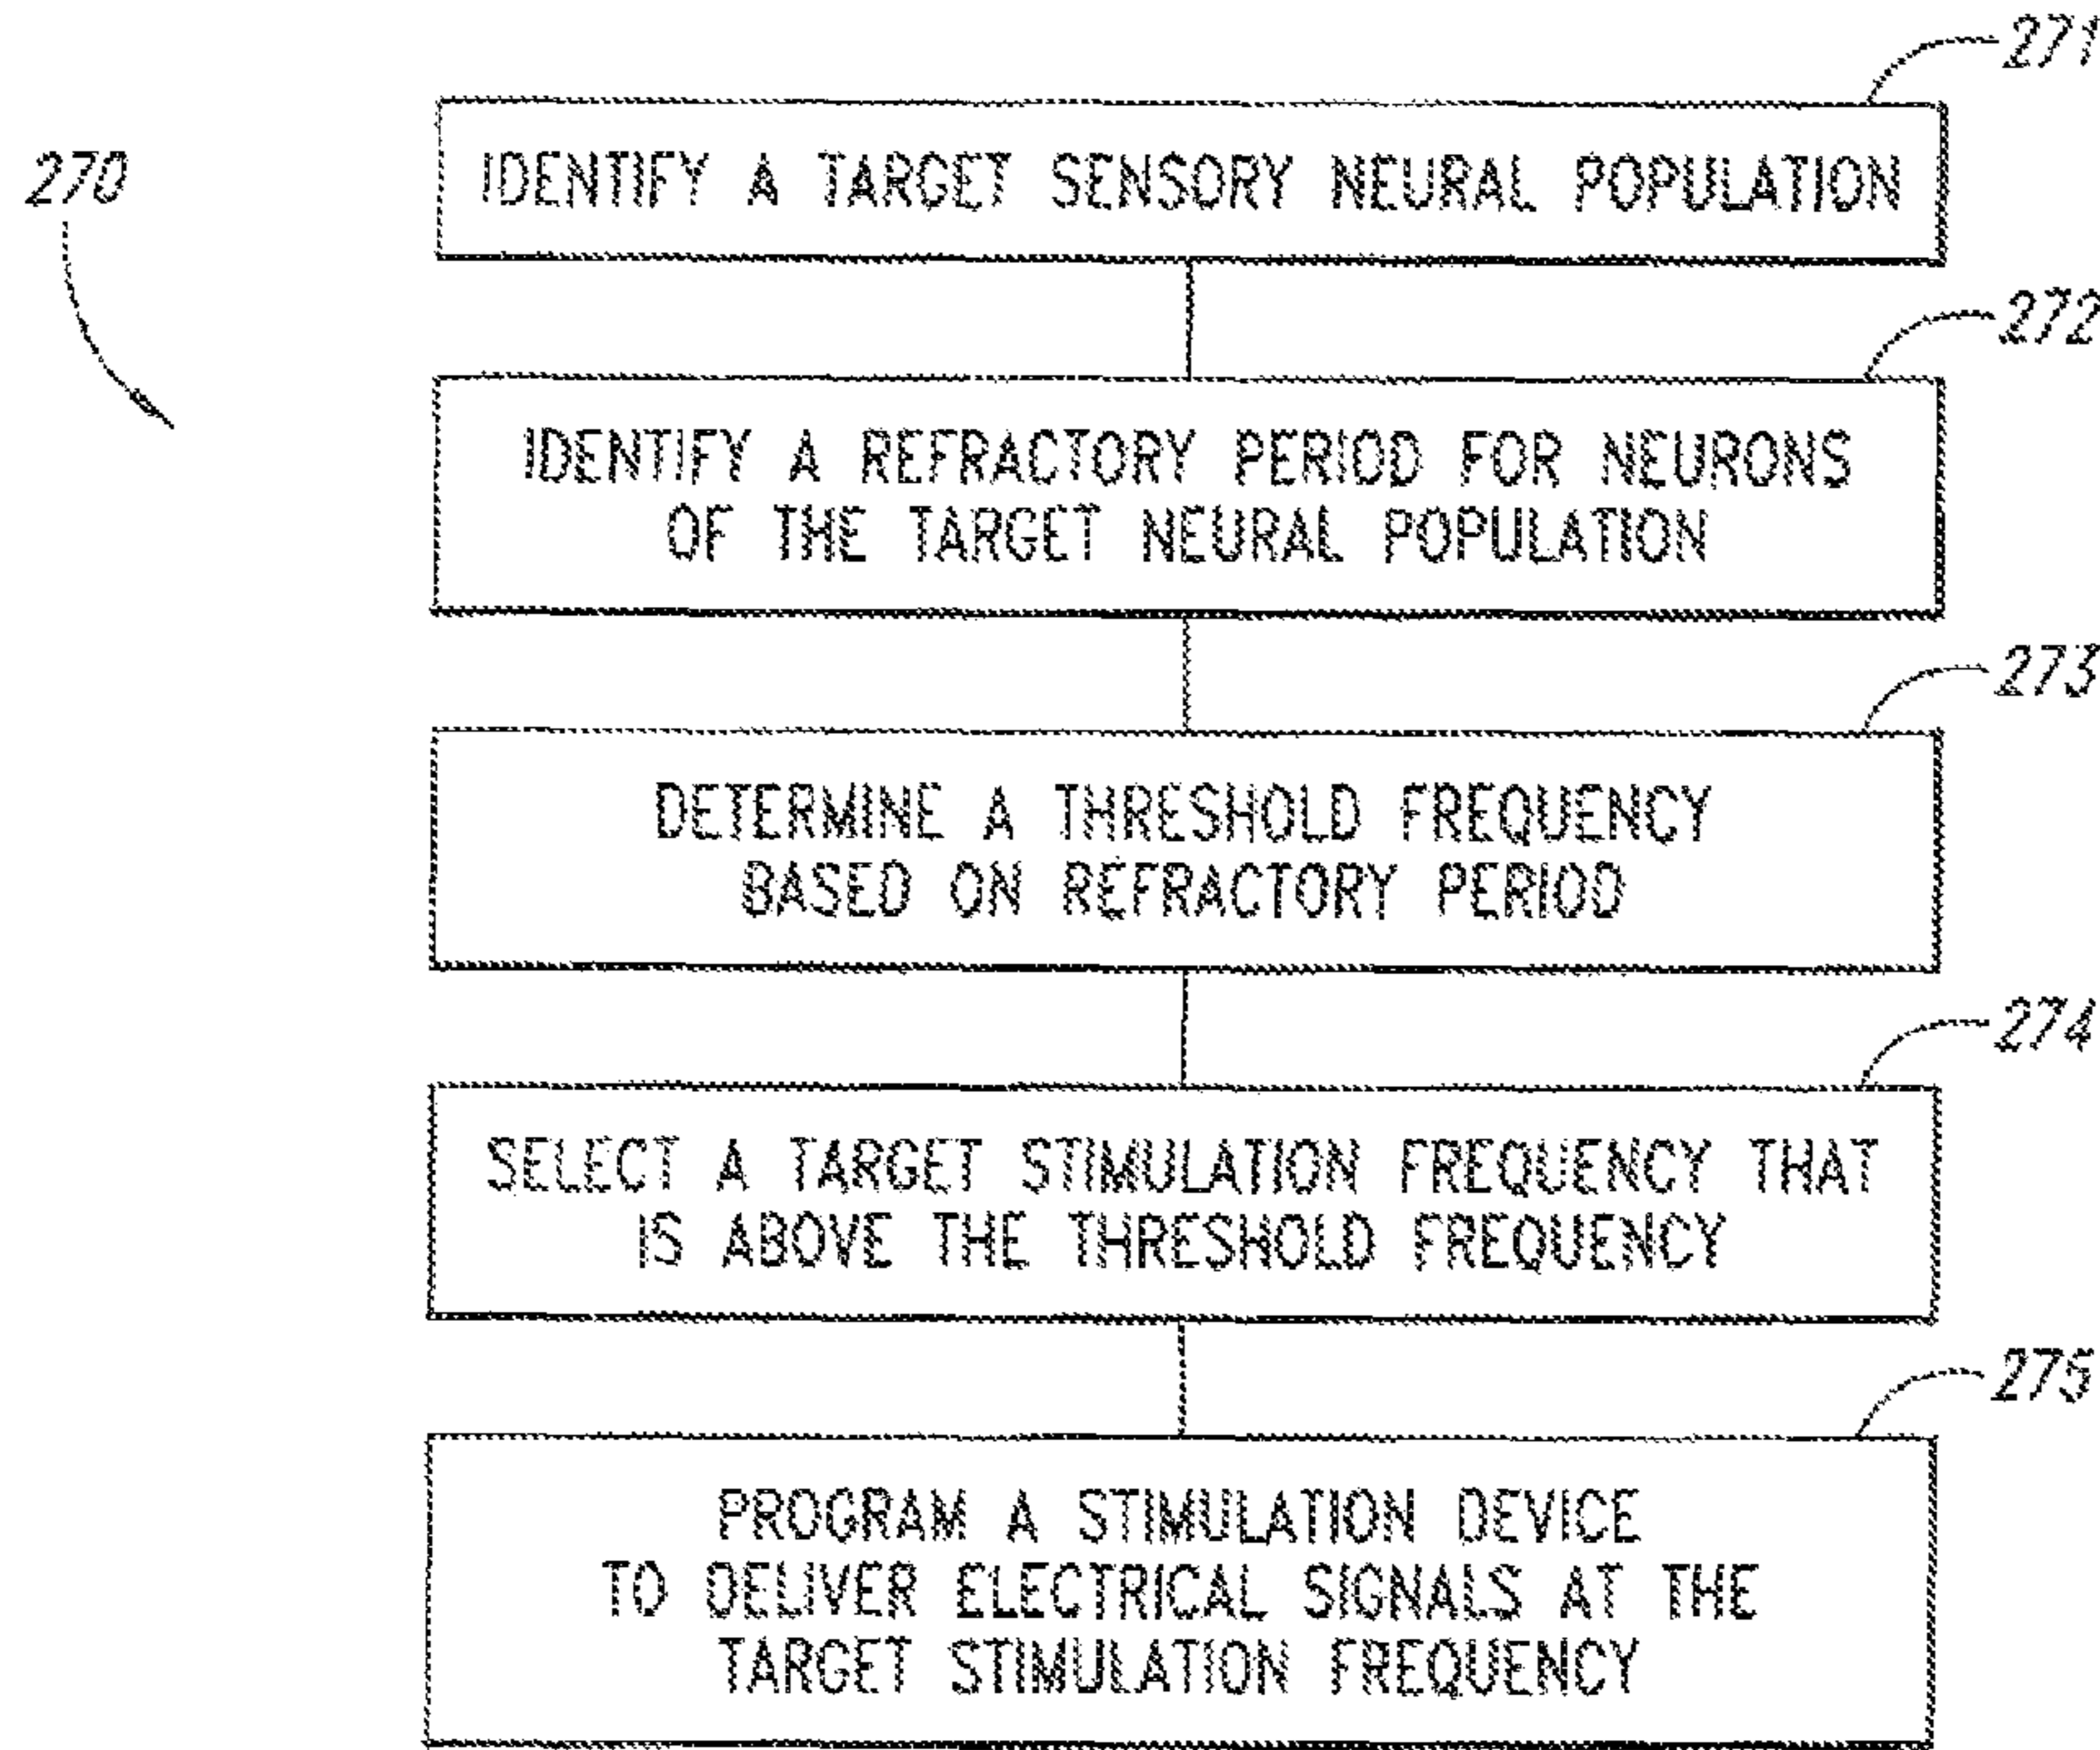 271
270
IDENTIFY A TARGET SENSORY NEURAL POPULATION
272
IDENTIFY A REFRACTORY PERIOD FOR NEURONS
OF THE TARGET NEURAL POPULATION
273
DETERMINE A THRESHOLD FREQUENCY
BASED ON REFRACTORY PERIOD
274
SELECT A TARGET STIMULATION FREQUENCY THAT
IS ABOVE THE THRESHOLD FREQUENCY
275
PROGRAM A STIMULATION DEVICE
TO DELIVER ELECTRICAL SIGNALS AT THE
TARGET STIMULATION FREQUENCY